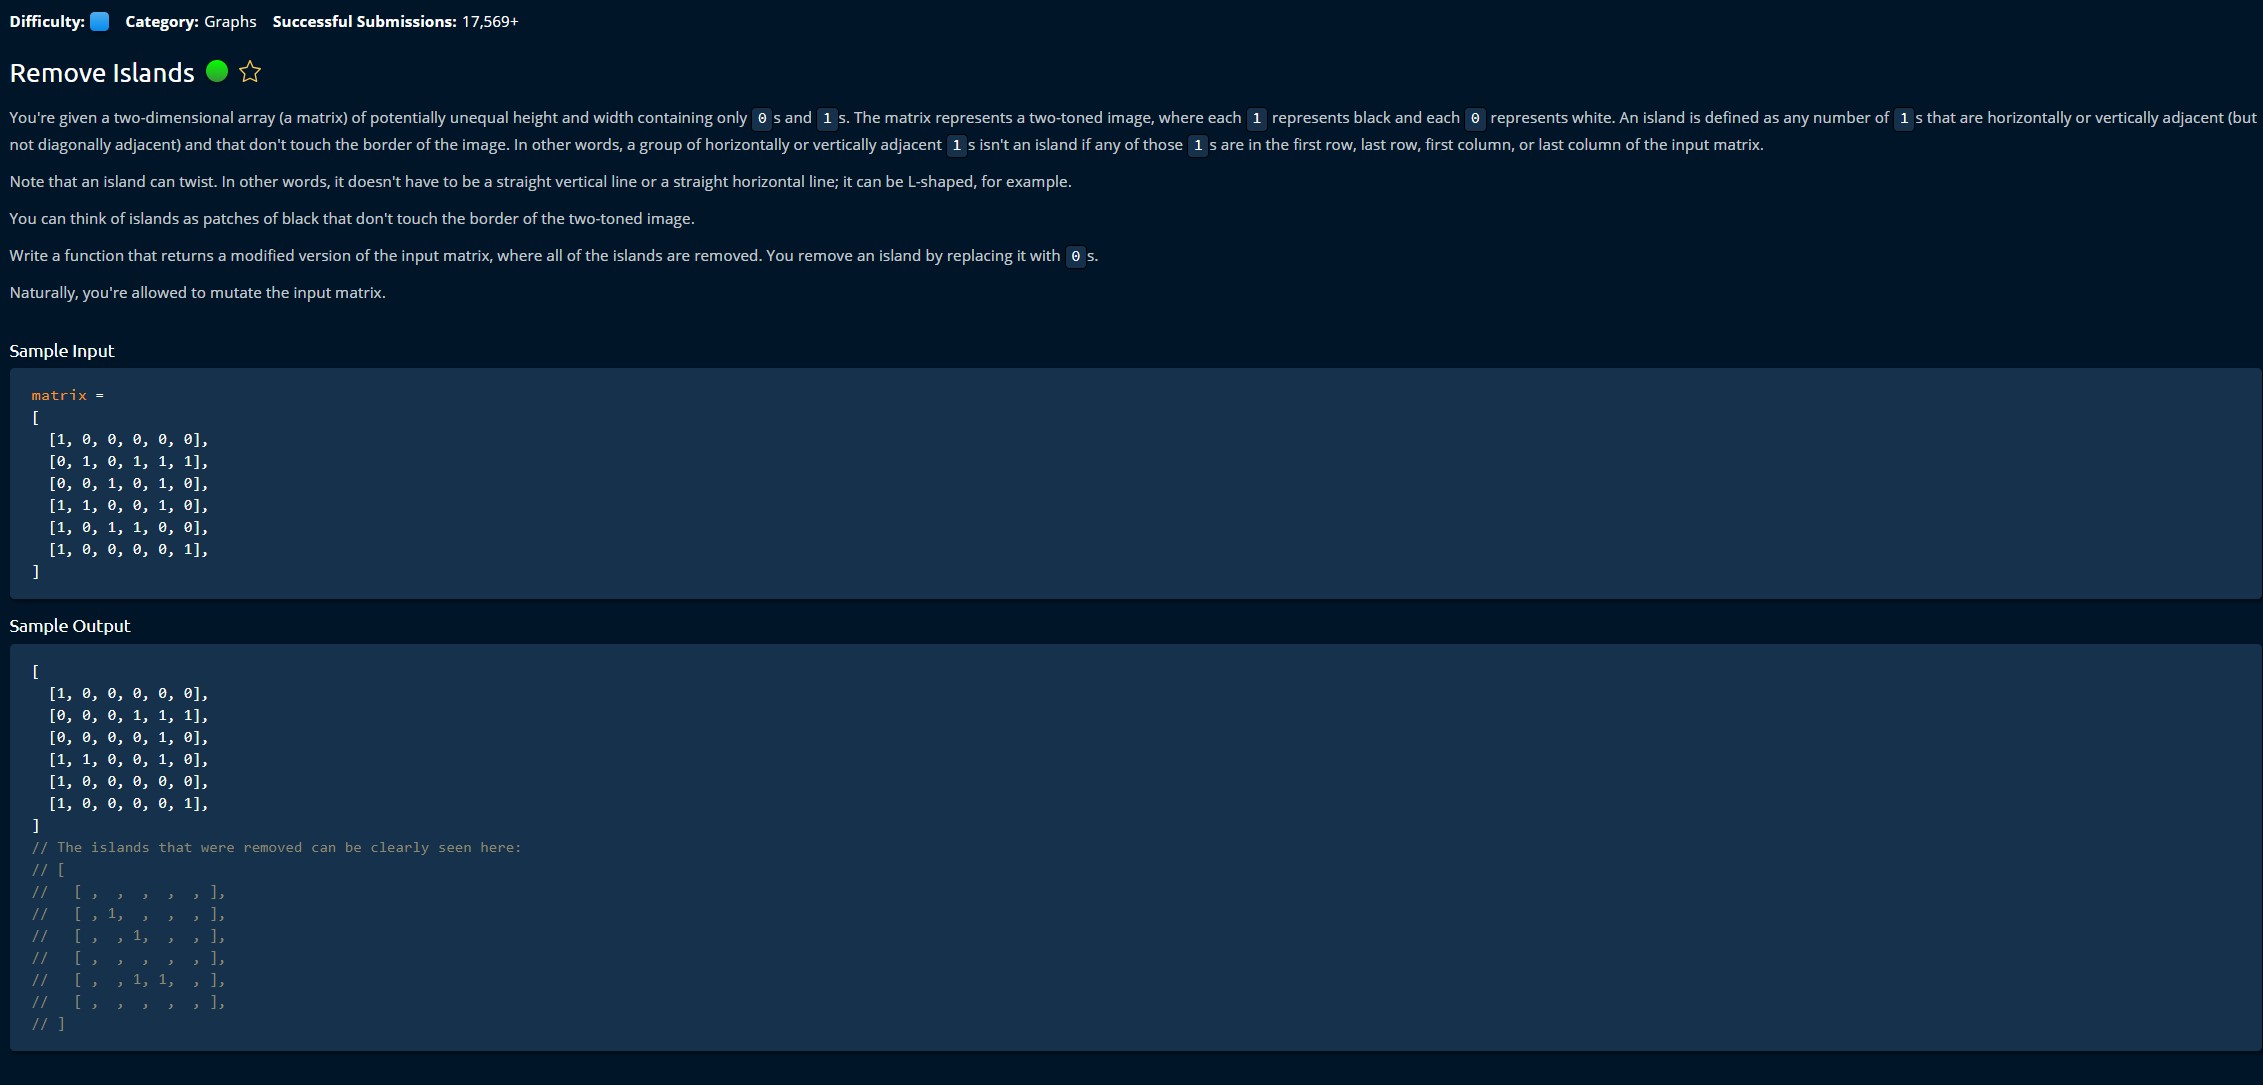 Difficulty: Category: Graphs Successful Submissions: 17,569+
Remove Islands
You're given a two-dimensional array (a matrix) of potentially unequal height and width containing only 0 s and 1 s. The matrix represents a two-toned image, where each 1 represents black and each 0 represents white. An island is defined as any number of 1 s that are horizontally or vertically adjacent (but
not diagonally adjacent) and that don't touch the border of the image. In other words, a group of horizontally or vertically adjacent 1 s isn't an island if any of those 1 s are in the first row, last row, first column, or last column of the input matrix.
Note that an island can twist. In other words, it doesn't have to be a straight vertical line or a straight horizontal line; it can be L-shaped, for example.
You can think of islands as patches of black that don't touch the border of the two-toned image.
Write a function that returns a modified version of the input matrix, where all of the islands are removed. You remove an island by replacing it with 0 s.
Naturally, you're allowed to mutate the input matrix.
Sample Input
matrix =
[
  [1, 0, 0, 0, 0, 0],
  [0, 1, 0, 1, 1, 1],
  [0, 0, 1, 0, 1, 0],
  [1, 1, 0, 0, 1, 0],
  [1, 0, 1, 1, 0, 0],
  [1, 0, 0, 0, 0, 1],
]
Sample Output
[
  [1, 0, 0, 0, 0, 0],
  [0, 0, 0, 1, 1, 1],
  [0, 0, 0, 0, 1, 0],
  [1, 1, 0, 0, 1, 0],
  [1, 0, 0, 0, 0, 0],
  [1, 0, 0, 0, 0, 1],
]
// The islands that were removed can be clearly seen here:
// [
//   [ ,  ,  ,  ,  , ],
//   [ , 1,  ,  ,  , ],
//   [ ,  , 1,  ,  , ],
//   [ ,  ,  ,  ,  , ],
//   [ ,  , 1, 1,  , ],
//   [ ,  ,  ,  ,  , ],
// ]